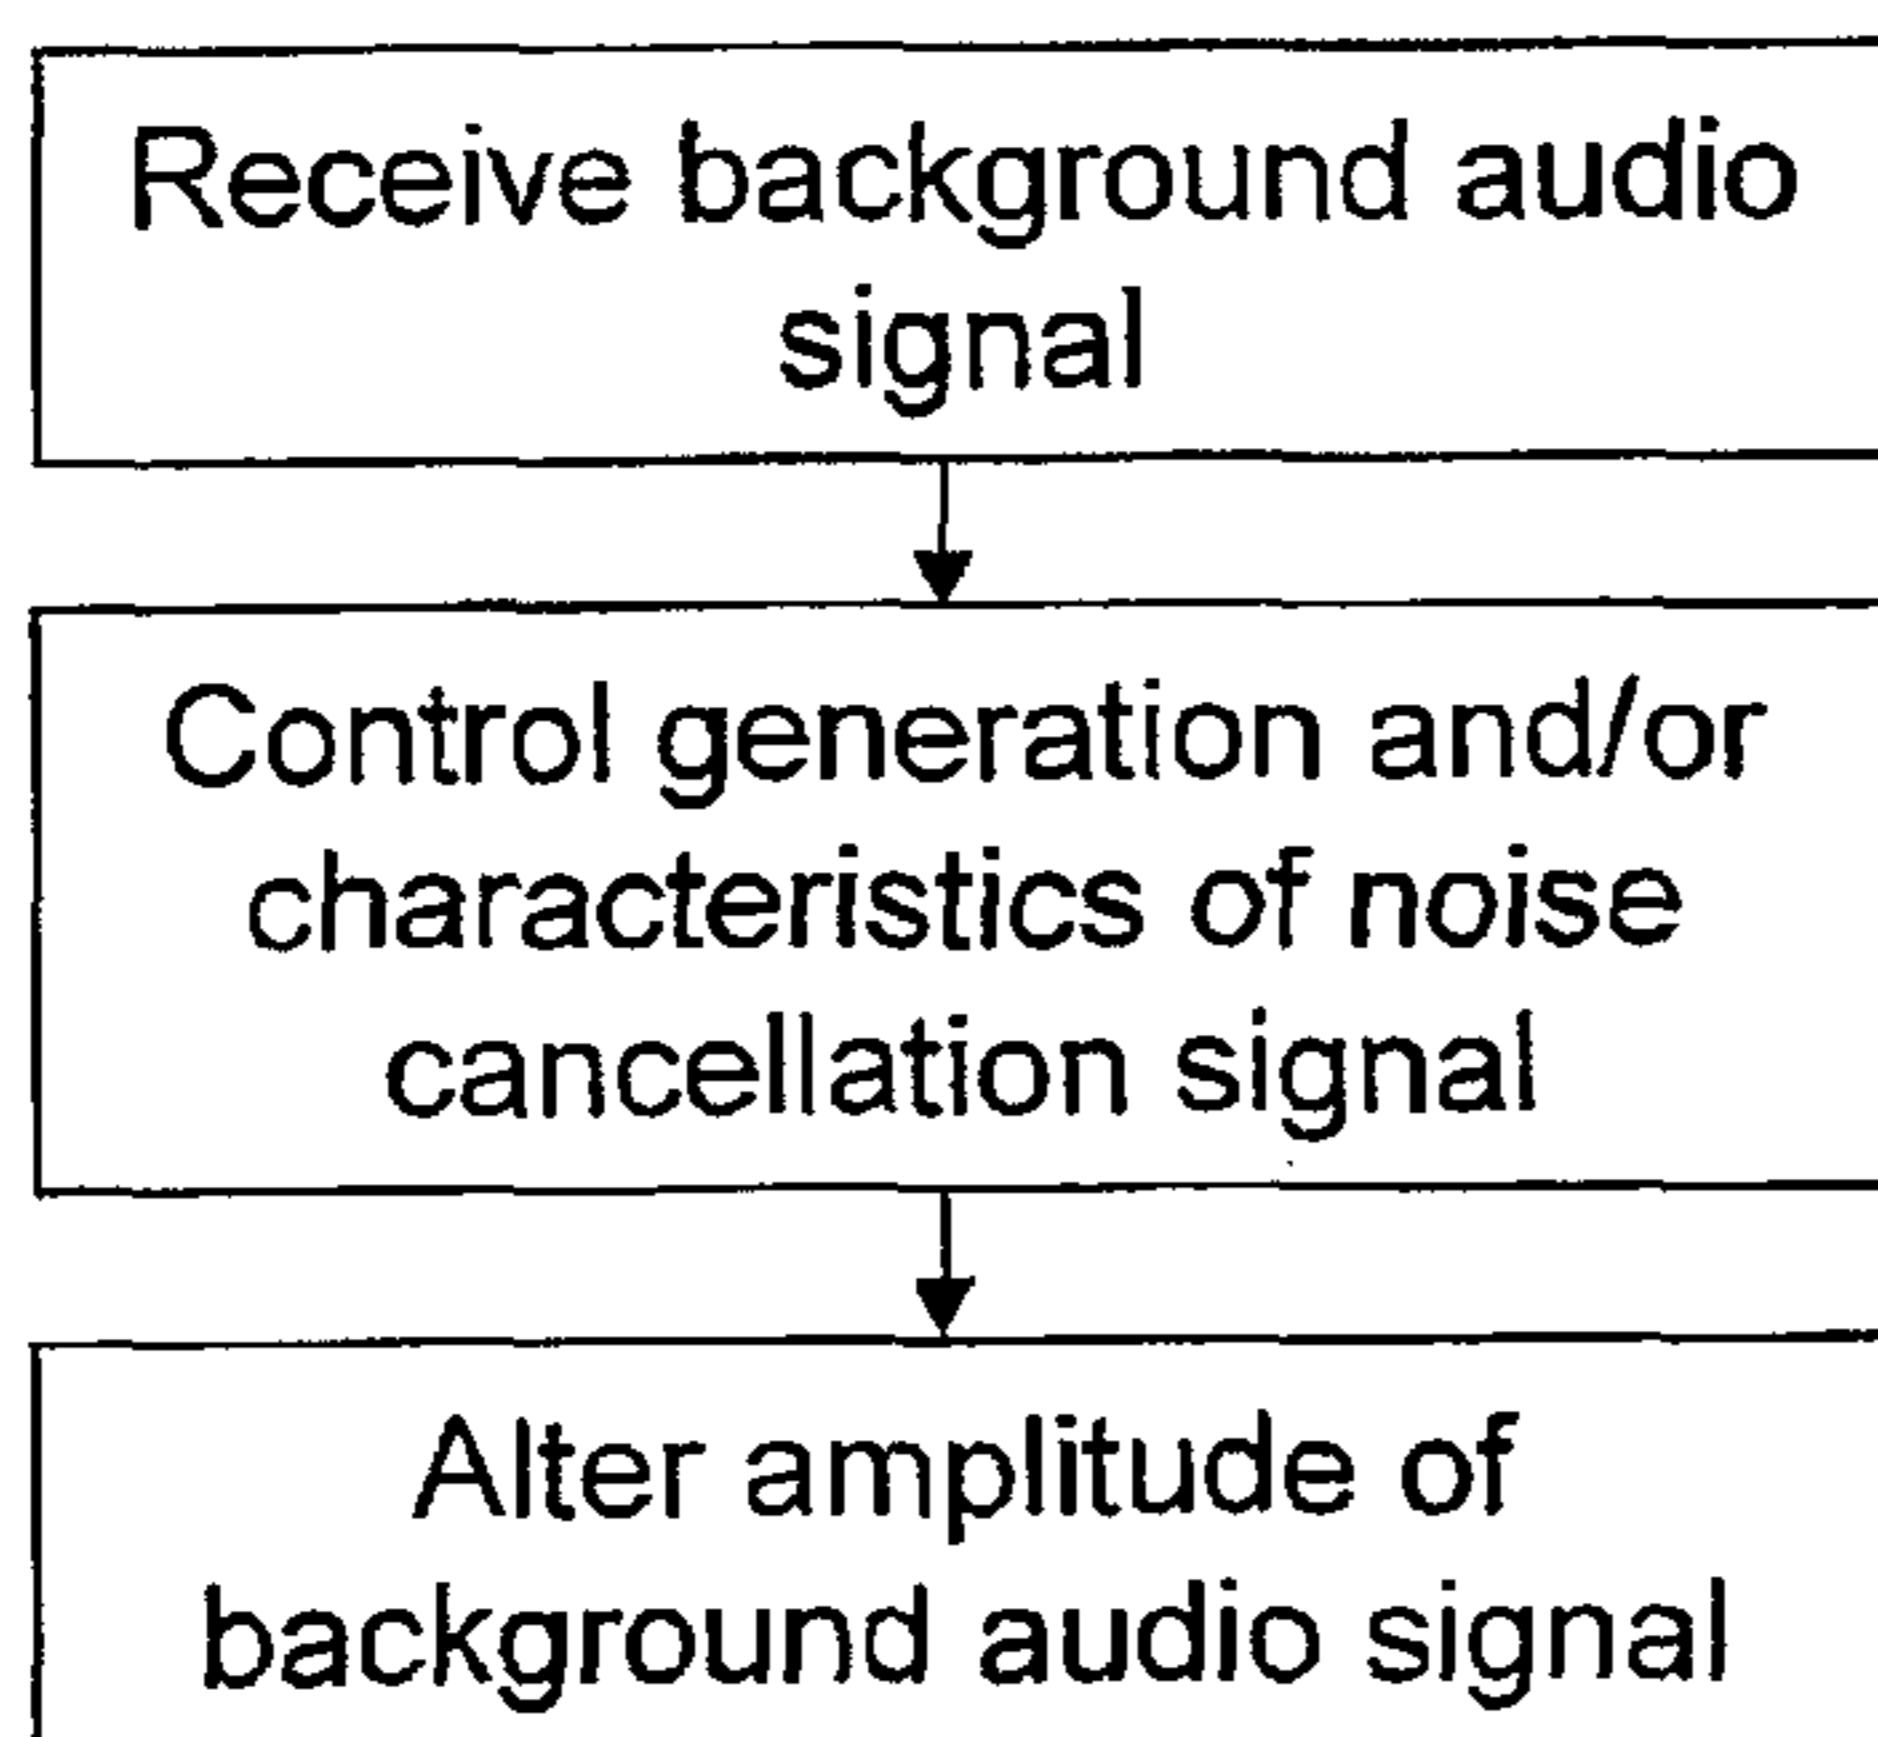 Receive background audio
signal
Control generation and/or
characteristics of noise
cancellation signal
Alter amplitude of
background audio signal